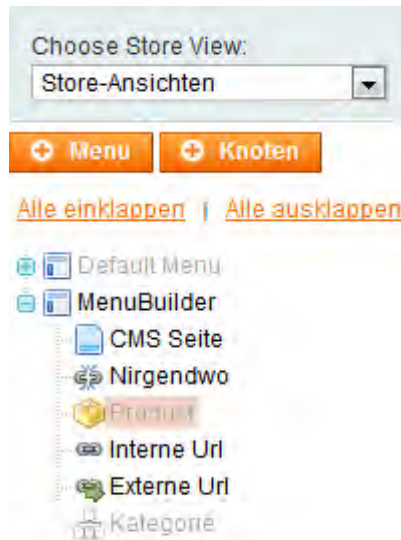 Choose Store View:
Store-Ansichten
Menu Knoten
Alle einklappen | Alle ausklappen
Default Menu
MenuBuilder
CMS Seite
Nirgendwo
Product
Interne Url
Externe Url
Kategorie